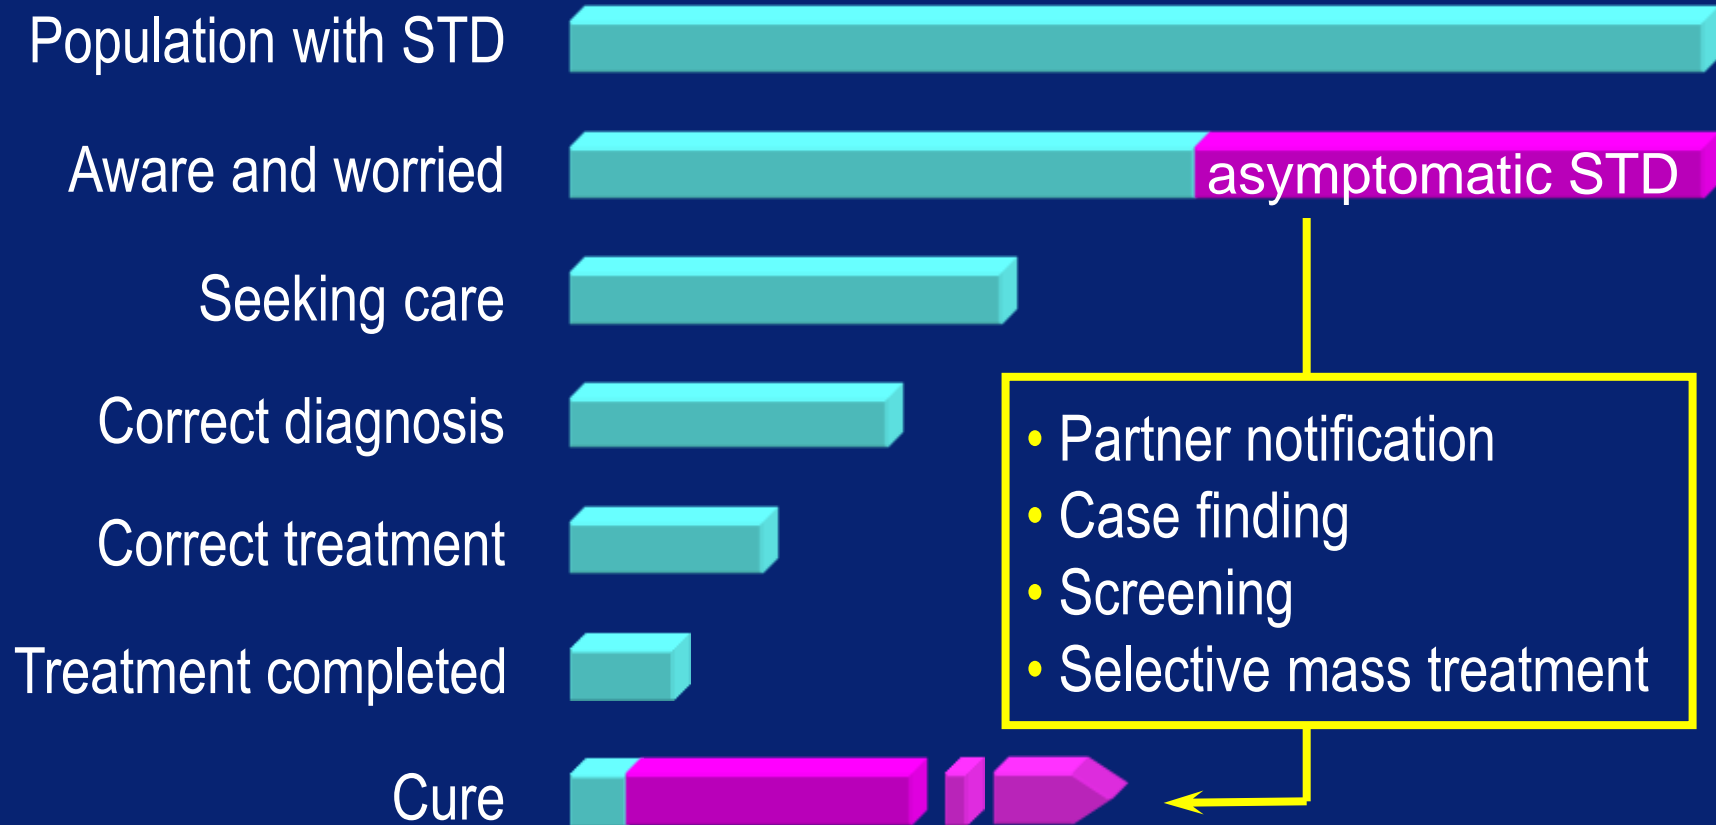 Population with STD
Aware and worried
asymptomatic STD
Seeking care
Correct diagnosis
Correct treatment
Treatment completed
Cure
• Partner notification
• Case finding
• Screening
• Selective mass treatment